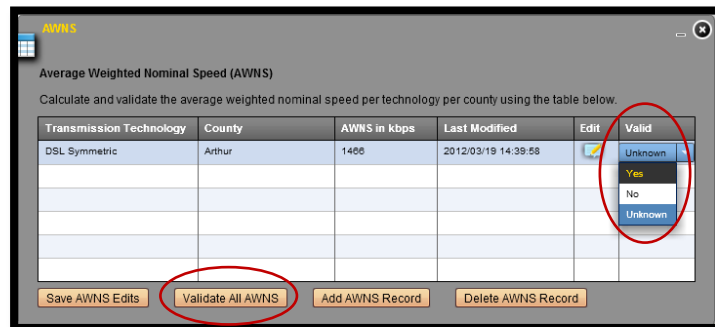 AWNS
Average Weighted Nominal Speed (AWNS)
Calculate and validate the average weighted nominal speed per technology per county using the table below.
Transmission Technology County AWNS in kbps Last Modified Edit Valid
DSL Symmetric Arthur 1466 2012/03/19 14:39:58 Unknown
Yes
No
Unknown
Save AWNS Edits Validate All AWNS Add AWNS Record Delete AWNS Record